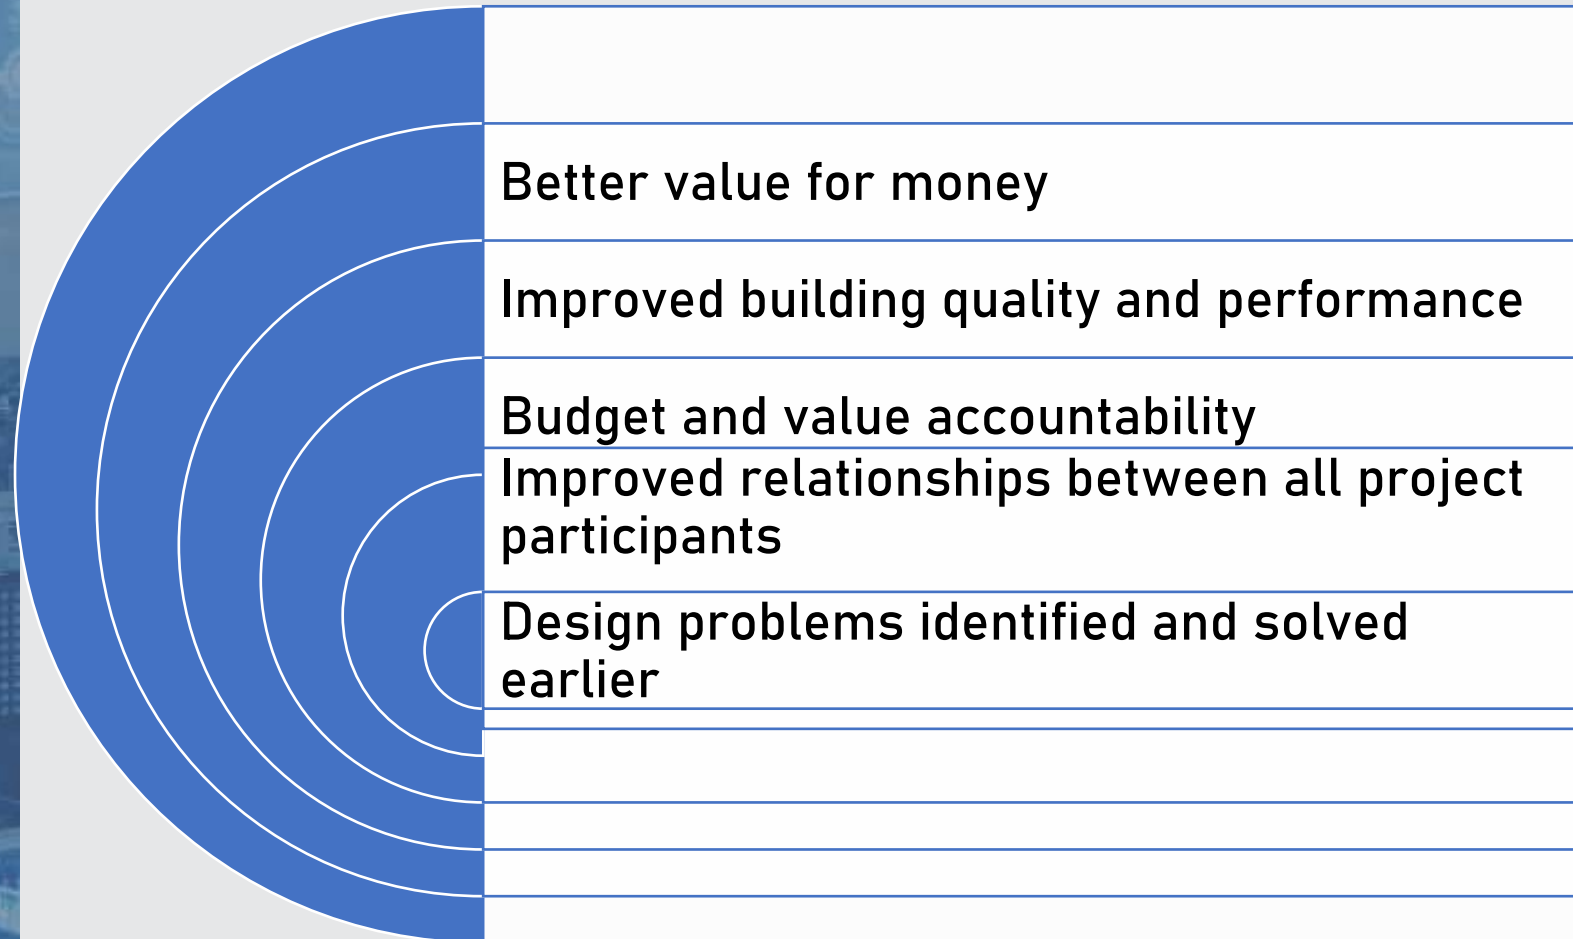 Better value for money
Improved building quality and performance
Budget and value accountability
Improved relationships between all project
participants
Design problems identified and solved
earlier